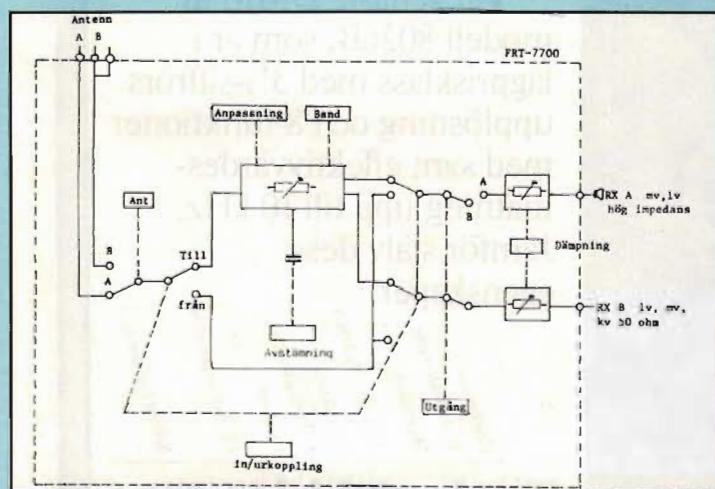 Antenn
A B
FRT-7700
Anpassning
Band
Ant
B
A
Till
från
Avstämning
in/urkoppling
A
B
Utgång
Dämpning
RX A mv,lv
hög impedans
RX B lv, mv,
kv 50 ohm